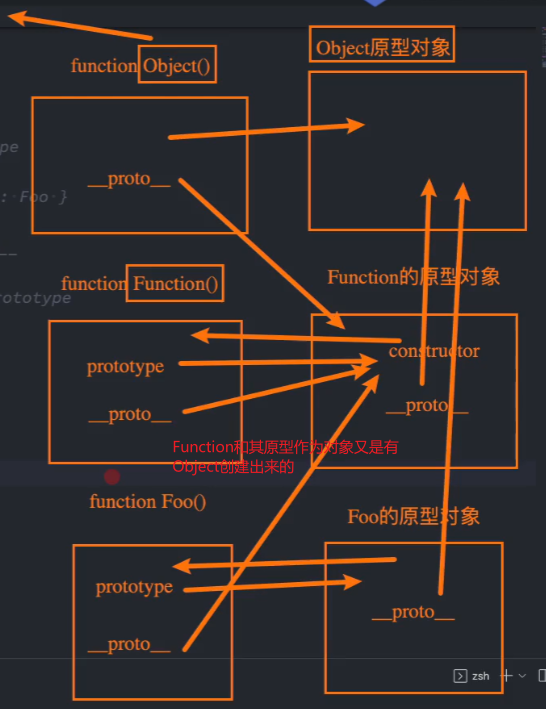 function Object()
Object原型对象
ype
__proto__
: Foo }
__
function Function()
Function的原型对象
rototype
prototype
constructor
__proto__
__proto__
Function和其原型作为对象又是有
Object创建出来的
function Foo()
Foo的原型对象
prototype
__proto__
__proto__
zsh